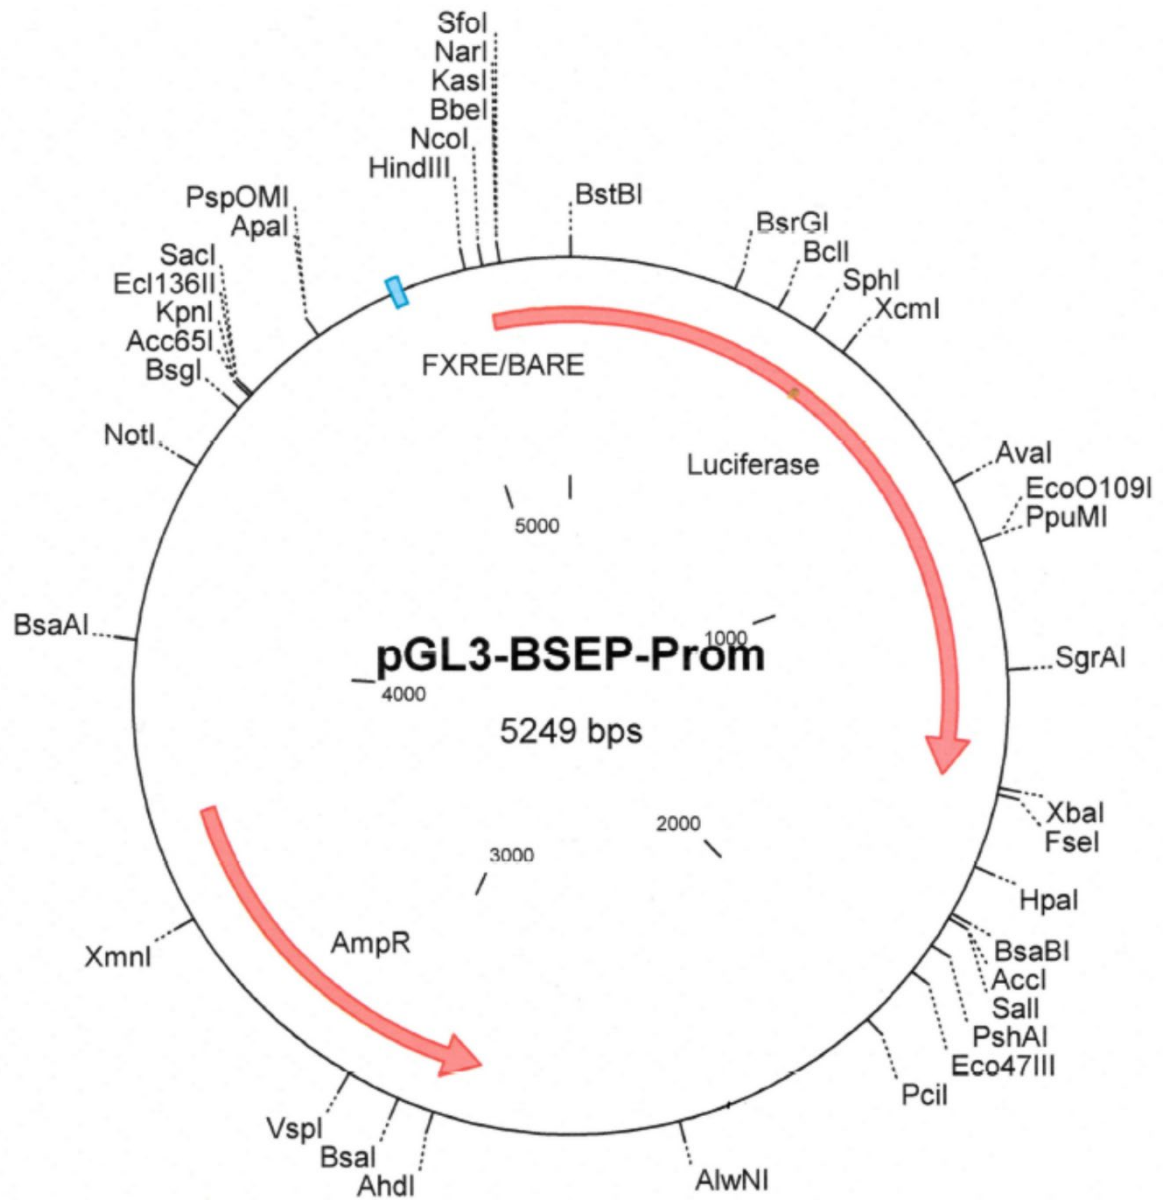 SfoI
NarI
KasI
BbeI
NcoI
HindIII
BstBI
PspOMI
ApaI
BsrGI
BclI
SphI
XcmI
SacI
Ecl136II
KpnI
Acc65I
BsgI
NotI
FXRE/BARE
Luciferase
AvaI
EcoO109I
PpuMI
5000
BsaAI
1000
SgrAI
pGL3-BSEP-Prom
4000
5249 bps
XbaI
FseI
2000
3000
HpaI
AmpR
XmnI
BsaBI
AccI
SalI
PshAI
Eco47III
PciI
VspI
BsaI
AhdI
AlwNI